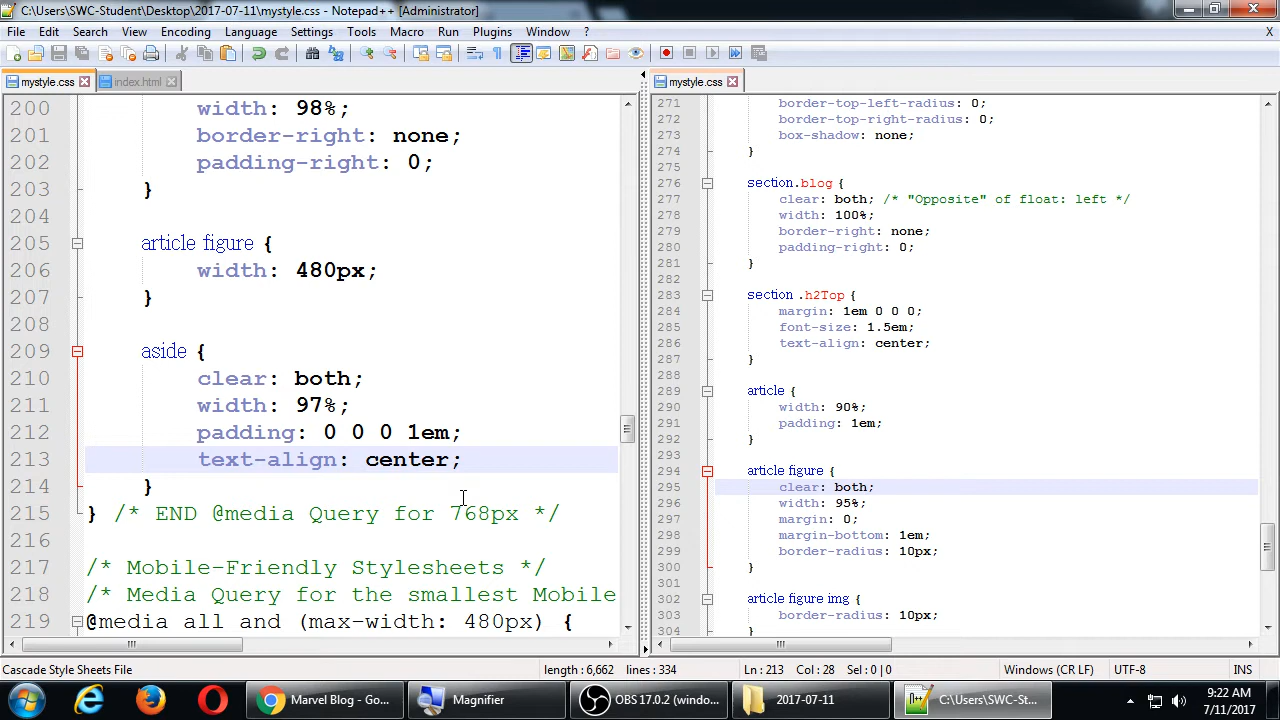 C:\Users\SWC-Student\Desktop\2017-07-11\mystyle.css - Notepad++ [Administrator]
File Edit Search View Encoding Language Settings Tools Macro Run Plugins Window ? X
mystyle.css index.html
200 width: 98%;
201 border-right: none;
202 padding-right: 0;
203 }
204
205 article figure {
206 width: 480px;
207 }
208
209 aside {
210 clear: both;
211 width: 97%;
212 padding: 0 0 0 1em;
213 text-align: center;
214 }
215 } /* END @media Query for 768px */
216
217 /* Mobile-Friendly Stylesheets */
218 /* Media Query for the smallest Mobile
219 @media all and (max-width: 480px) {
mystyle.css
271 border-top-left-radius: 0;
272 border-top-right-radius: 0;
273 box-shadow: none;
274 }
275
276 section.blog {
277 clear: both; /* "Opposite" of float: left */
278 width: 100%;
279 border-right: none;
280 padding-right: 0;
281 }
282
283 section .h2Top {
284 margin: 1em 0 0 0;
285 font-size: 1.5em;
286 text-align: center;
287 }
288
289 article {
290 width: 90%;
291 padding: 1em;
292 }
293
294 article figure {
295 clear: both;
296 width: 95%;
297 margin: 0;
298 margin-bottom: 1em;
299 border-radius: 10px;
300 }
301
302 article figure img {
303 border-radius: 10px;
304 }
Cascade Style Sheets File length : 6,662 lines : 334 Ln : 213 Col : 28 Sel : 0 | 0 Windows (CR LF) UTF-8 INS
Marvel Blog - Go... Magnifier OBS 17.0.2 (windo... 2017-07-11 C:\Users\SWC-St... 9:22 AM
7/11/2017